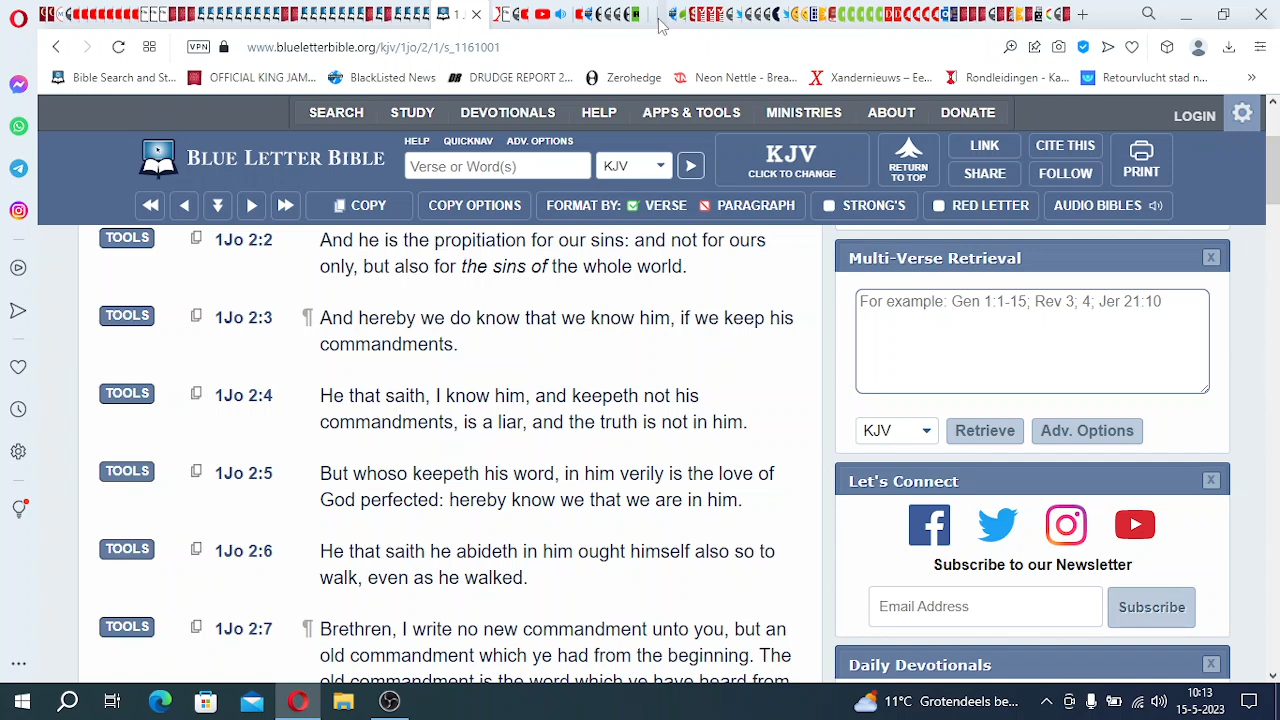 1 J
VPN
www.blueletterbible.org/kjv/1jo/2/1/s_1161001
Bible Search and St...
OFFICIAL KING JAM...
BlackListed News
DRUDGE REPORT 2...
Zerohedge
Neon Nettle - Brea...
Xandernieuws – Ee...
Rondleidingen - Ka...
Retourvlucht stad n...
SEARCH STUDY DEVOTIONALS HELP APPS & TOOLS MINISTRIES ABOUT DONATE
LOGIN
HELP QUICKNAV ADV. OPTIONS
BLUE LETTER BIBLE
Verse or Word(s)
KJV
KJV
CLICK TO CHANGE
RETURN
TO TOP
LINK
SHARE
CITE THIS
FOLLOW
PRINT
COPY
COPY OPTIONS
FORMAT BY: VERSE PARAGRAPH
STRONG'S
RED LETTER
AUDIO BIBLES
TOOLS 1Jo 2:2 And he is the propitiation for our sins: and not for ours
only, but also for the sins of the whole world.
TOOLS 1Jo 2:3 ¶ And hereby we do know that we know him, if we keep his
commandments.
TOOLS 1Jo 2:4 He that saith, I know him, and keepeth not his
commandments, is a liar, and the truth is not in him.
TOOLS 1Jo 2:5 But whoso keepeth his word, in him verily is the love of
God perfected: hereby know we that we are in him.
TOOLS 1Jo 2:6 He that saith he abideth in him ought himself also so to
walk, even as he walked.
TOOLS 1Jo 2:7 ¶ Brethren, I write no new commandment unto you, but an
old commandment which ye had from the beginning. The
old commandment is the word which ye have heard from
Multi-Verse Retrieval X
For example: Gen 1:1-15; Rev 3; 4; Jer 21:10
KJV Retrieve Adv. Options
Let's Connect X
Subscribe to our Newsletter
Email Address Subscribe
Daily Devotionals X
11°C Grotendeels be...
10:13
15-5-2023